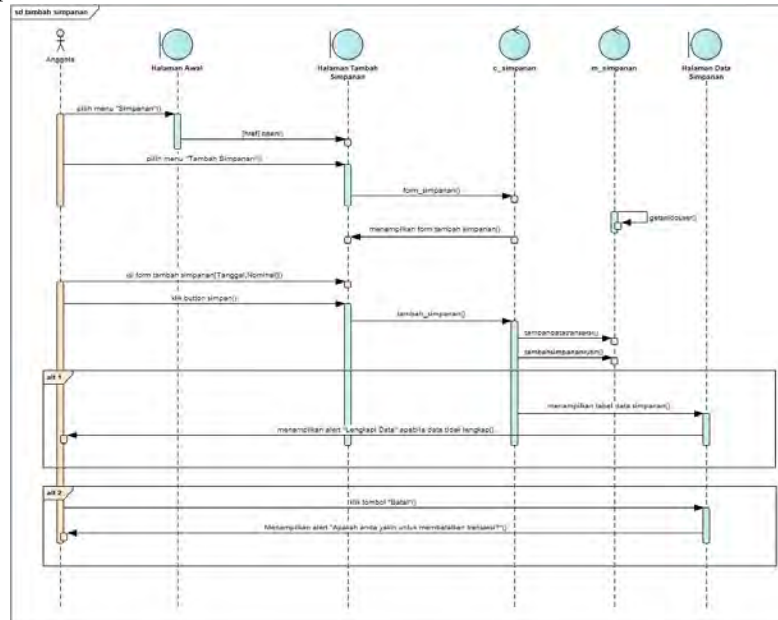 sd tambah simpanan
Anggota
Halaman Awal
Halaman Tambah
Simpanan
c_simpanan
m_simpanan
Halaman Data
Simpanan
pilih menu "Simpanan"()
[href] open()
pilih menu "Tambah Simpanan"()
form_simpanan()
getsaldouser()
menampilkan form tambah simpanan()
isi form tambah simpanan[Tanggal,Nominal]()
klik button simpan()
tambah_simpanan()
tambahdatatransaksi()
tambahsimpananrutin()
alt 1
menampilkan tabel data simpanan()
menampilkan alert "Lengkapi Data" apabila data tidak lengkap()
alt 2
klik tombol "Batal"()
Menampilkan alert "Apakah anda yakin untuk membatalkan transaksi?"()